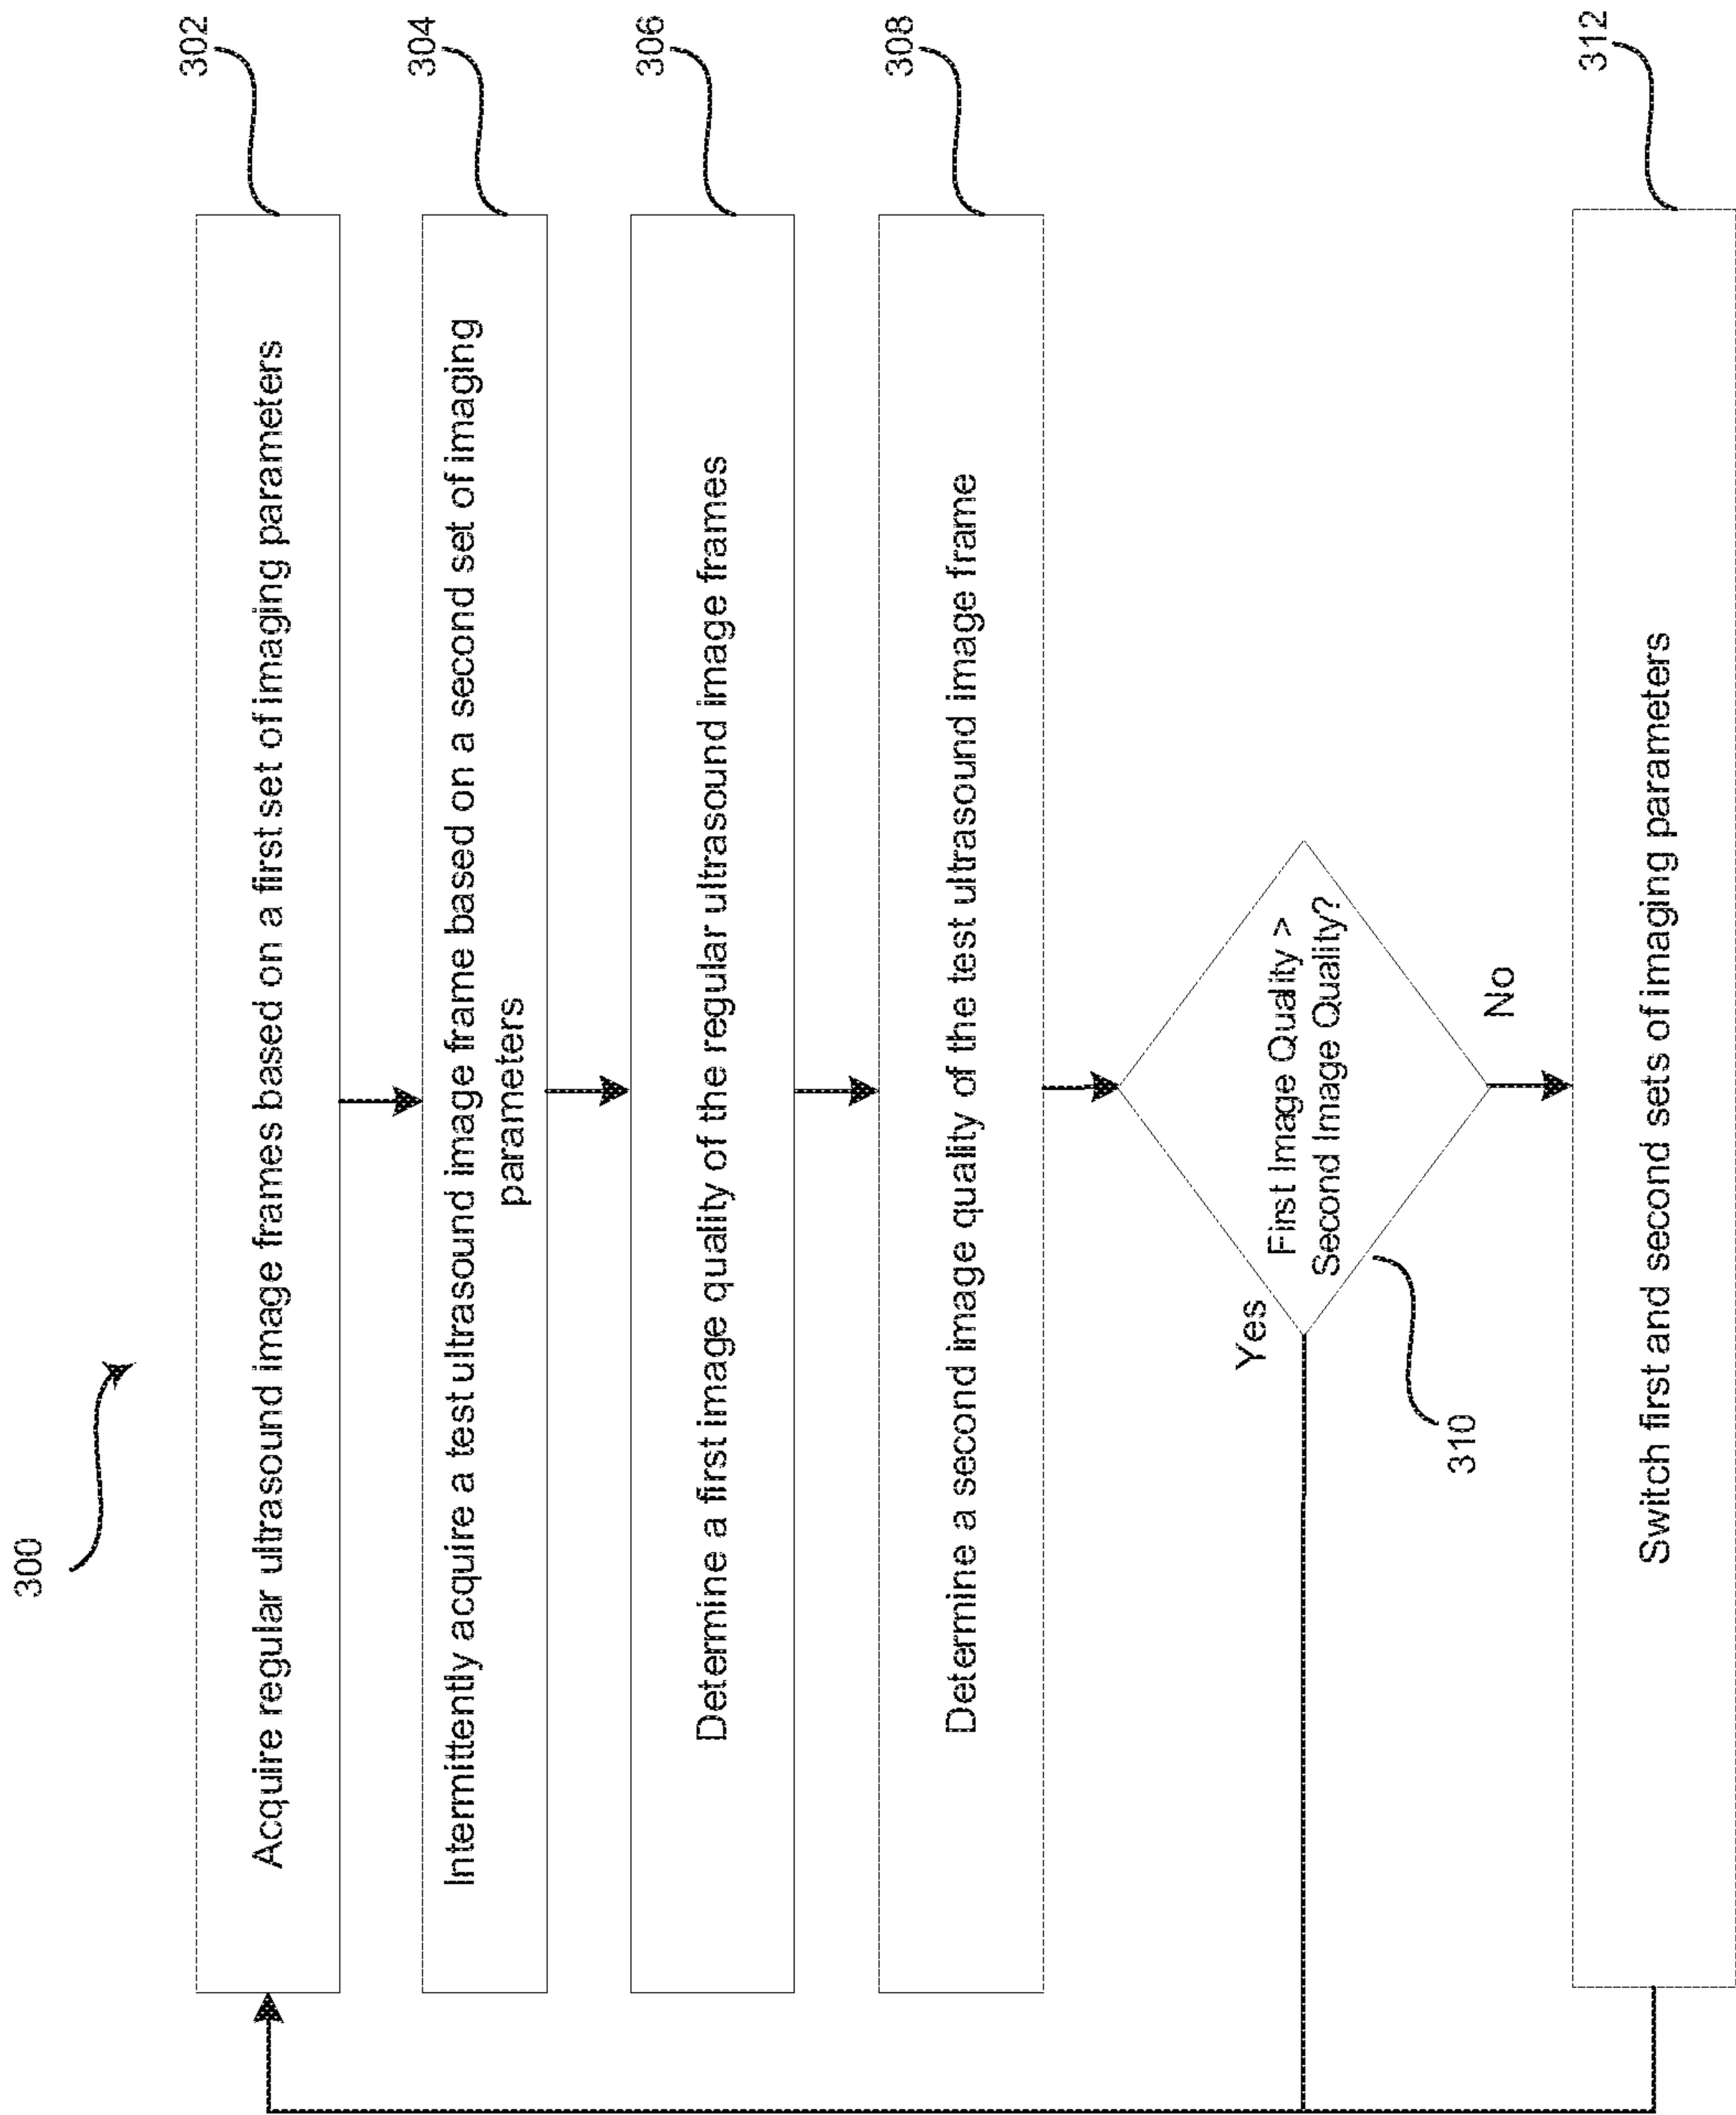 300
302
Acquire regular ultrasound image frames based on a first set of imaging parameters
304
Intermittently acquire a test ultrasound image frame based on a second set of imaging
parameters
306
Determine a first image quality of the regular ultrasound image frames
308
Determine a second image quality of the test ultrasound image frame
First Image Quality >
Second Image Quality?
Yes
310
No
312
Switch first and second sets of imaging parameters